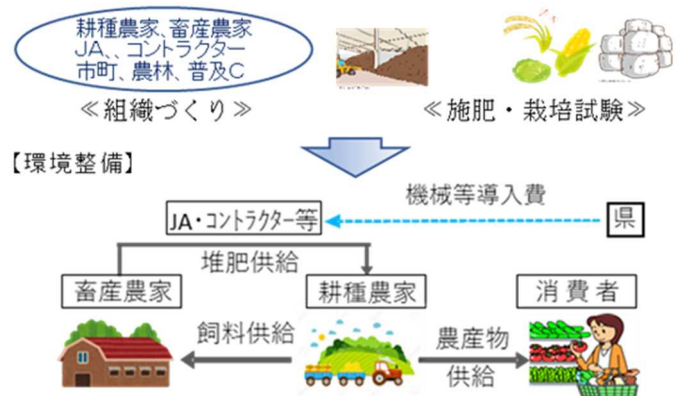 耕種農家、畜産農家
JA、、コントラクター
市町、農林、普及C
≪組織づくり≫
≪施肥・栽培試験≫
【環境整備】
機械等導入費
JA・コントラクター等
県
堆肥供給
畜産農家
耕種農家
消費者
飼料供給
農産物
供給